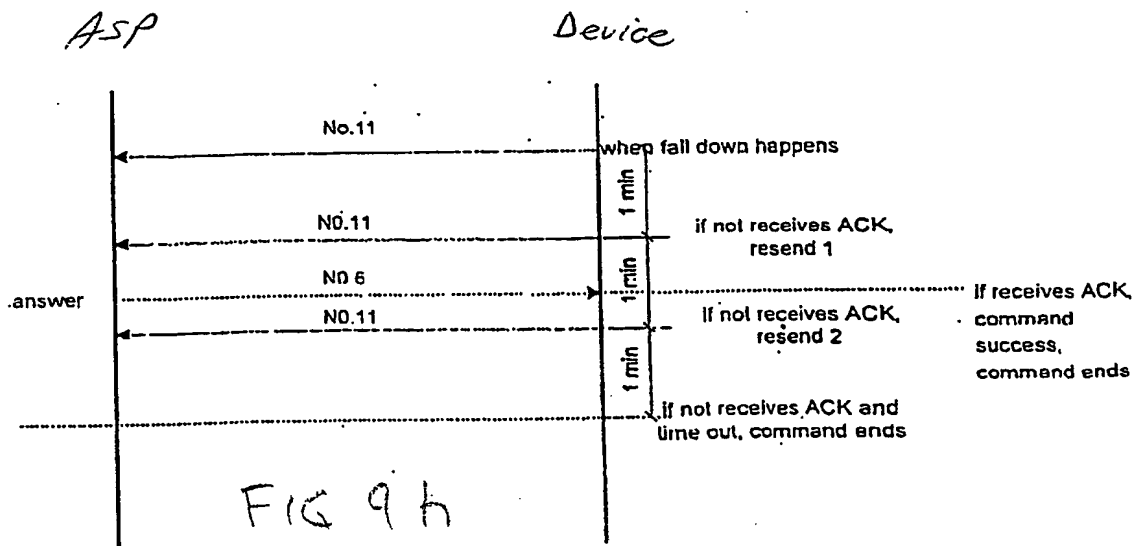 ASP Device
No.11
when fall down happens
1 min
N0.11
if not receives ACK,
resend 1
N0 6
1 min
.answer
if receives ACK,
command
success,
command ends
N0.11
if not receives ACK,
resend 2
1 min
if not receives ACK and
time out, command ends
FIG 9h